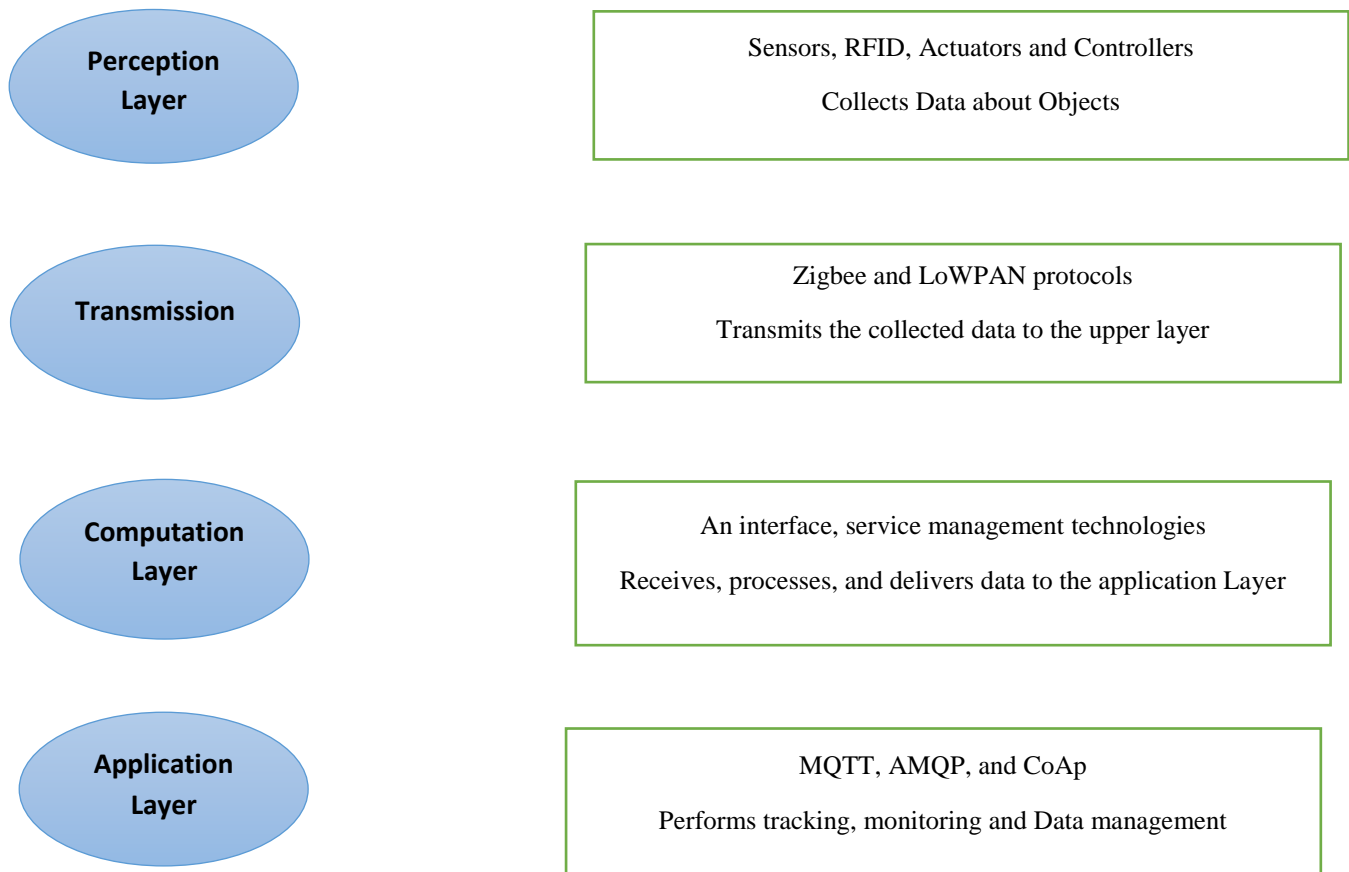 Perception
Layer
Sensors, RFID, Actuators and Controllers
Collects Data about Objects
Transmission
Zigbee and LoWPAN protocols
Transmits the collected data to the upper layer
Computation
Layer
An interface, service management technologies
Receives, processes, and delivers data to the application Layer
Application
Layer
MQTT, AMQP, and CoAp
Performs tracking, monitoring and Data management